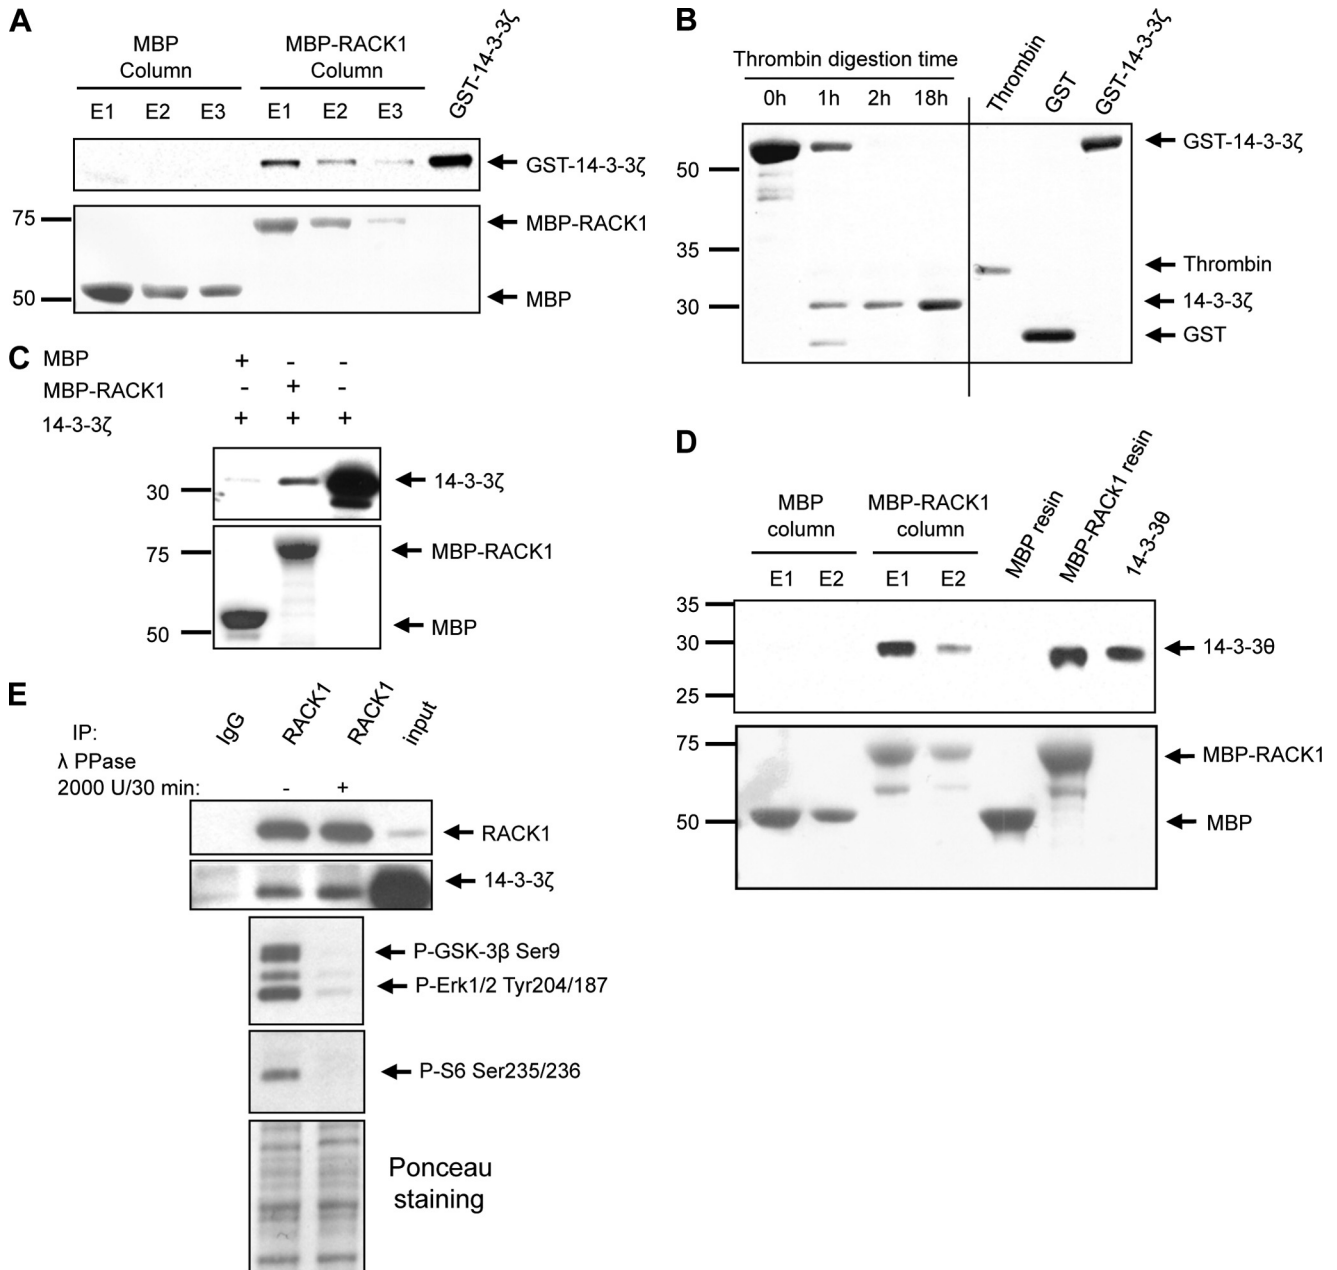 A
MBP Column
MBP-RACK1 Column
GST-14-3-3ζ
E1 E2 E3 E1 E2 E3
GST-14-3-3ζ
75
MBP-RACK1
50
MBP
B
Thrombin digestion time
0h 1h 2h 18h
Thrombin
GST
GST-14-3-3ζ
GST-14-3-3ζ
50
35
Thrombin
30
14-3-3ζ
GST
C
MBP + - -
MBP-RACK1 - + -
14-3-3ζ + + +
30
14-3-3ζ
75
MBP-RACK1
50
MBP
D
MBP column
MBP-RACK1 column
MBP resin
MBP-RACK1 resin
14-3-3θ
E1 E2 E1 E2
35
30
14-3-3θ
25
75
MBP-RACK1
50
MBP
E
IP:
IgG
RACK1
RACK1
input
λ PPase
2000 U/30 min: - +
RACK1
14-3-3ζ
P-GSK-3β Ser9
P-Erk1/2 Tyr204/187
P-S6 Ser235/236
Ponceau
staining